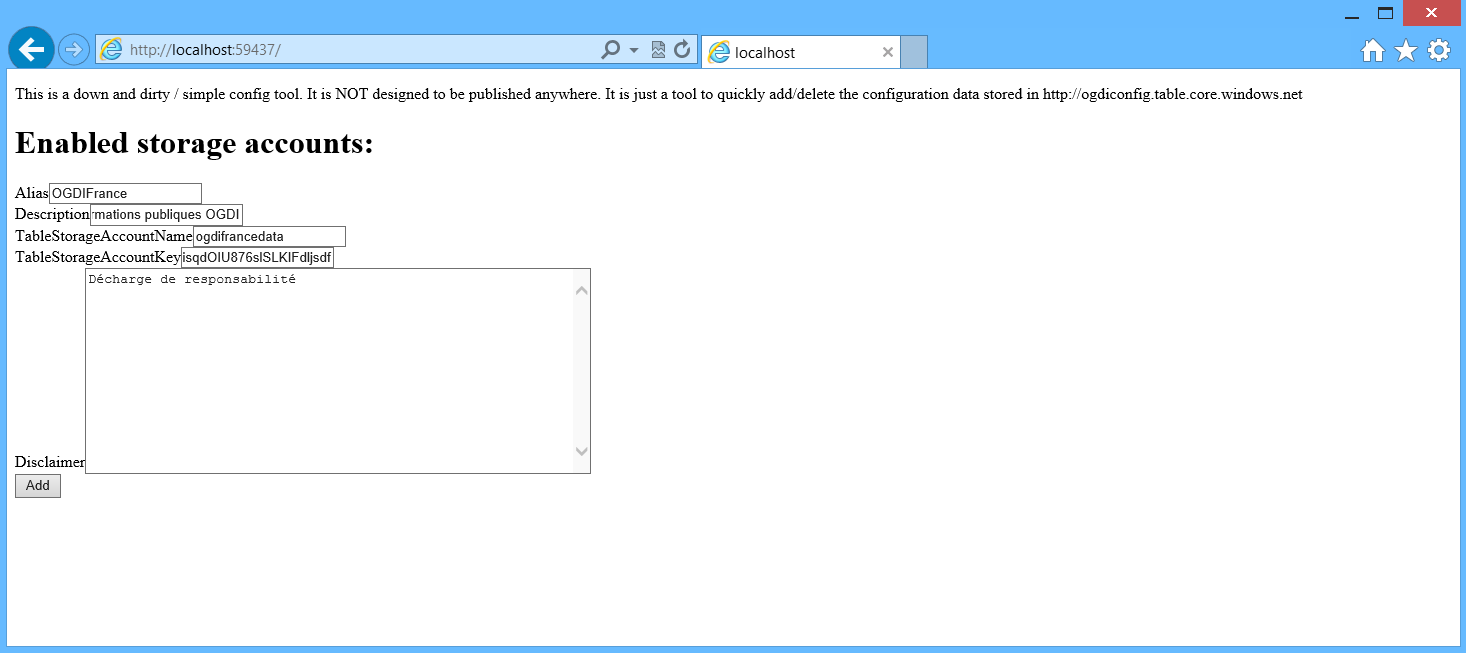 http://localhost:59437/
localhost
This is a down and dirty / simple config tool. It is NOT designed to be published anywhere. It is just a tool to quickly add/delete the configuration data stored in http://ogdiconfig.table.core.windows.net
Enabled storage accounts:
Alias OGDIFrance
Description rmations publiques OGDI
TableStorageAccountName ogdifrancedata
TableStorageAccountKey
Décharge de responsabilité
Disclaimer
Add